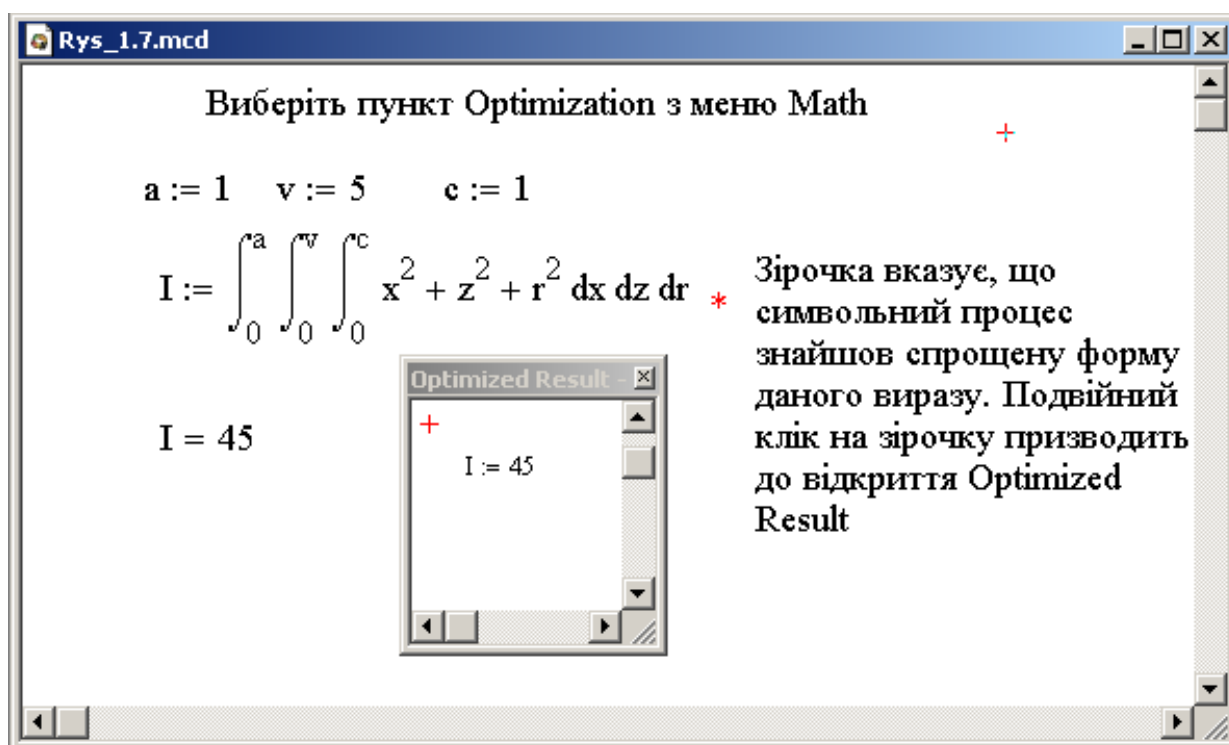 Rys_1.7.mcd
Виберіть пункт Optimization з меню Math
a := 1 v := 5 c := 1
I := ∫₀ᵃ ∫₀ᵛ ∫₀ᶜ x² + z² + r² dx dz dr *
Зірочка вказує, що
символьний процес
знайшов спрощену форму
даного виразу. Подвійний
клік на зірочку призводить
до відкриття Optimized
Result
Optimized Result -
I := 45
I = 45